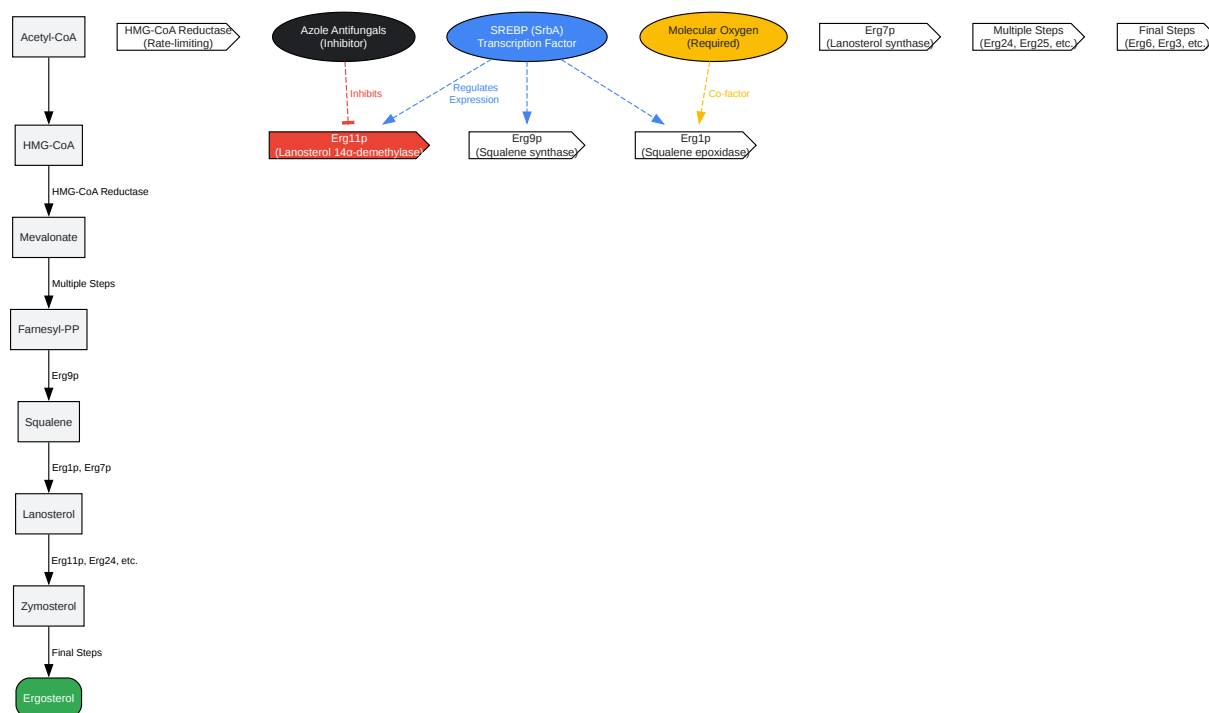 Acetyl-CoA
HMG-CoA Reductase
(Rate-limiting)
Azole Antifungals
(Inhibitor)
SREBP (SrbA)
Transcription Factor
Molecular Oxygen
(Required)
Erg7p
(Lanosterol synthase)
Multiple Steps
(Erg24, Erg25, etc.)
Final Steps
(Erg6, Erg3, etc.)
Inhibits
Regulates
Expression
Co-factor
HMG-CoA
Erg11p
(Lanosterol 14α-demethylase)
Erg9p
(Squalene synthase)
Erg1p
(Squalene epoxidase)
HMG-CoA Reductase
Mevalonate
Multiple Steps
Farnesyl-PP
Erg9p
Squalene
Erg1p, Erg7p
Lanosterol
Erg11p, Erg24, etc.
Zymosterol
Final Steps
Ergosterol